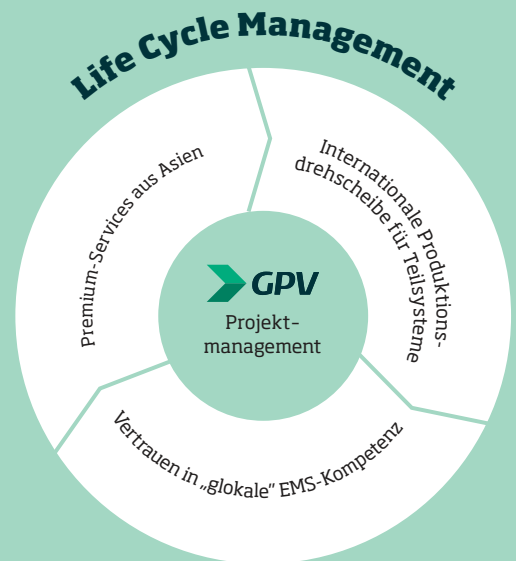 Life Cycle Management
Premium-Services aus Asien
Internationale Produktions-
drehscheibe für Teilsysteme
GPV
Projekt-
management
Vertrauen in „glokale” EMS-Kompetenz